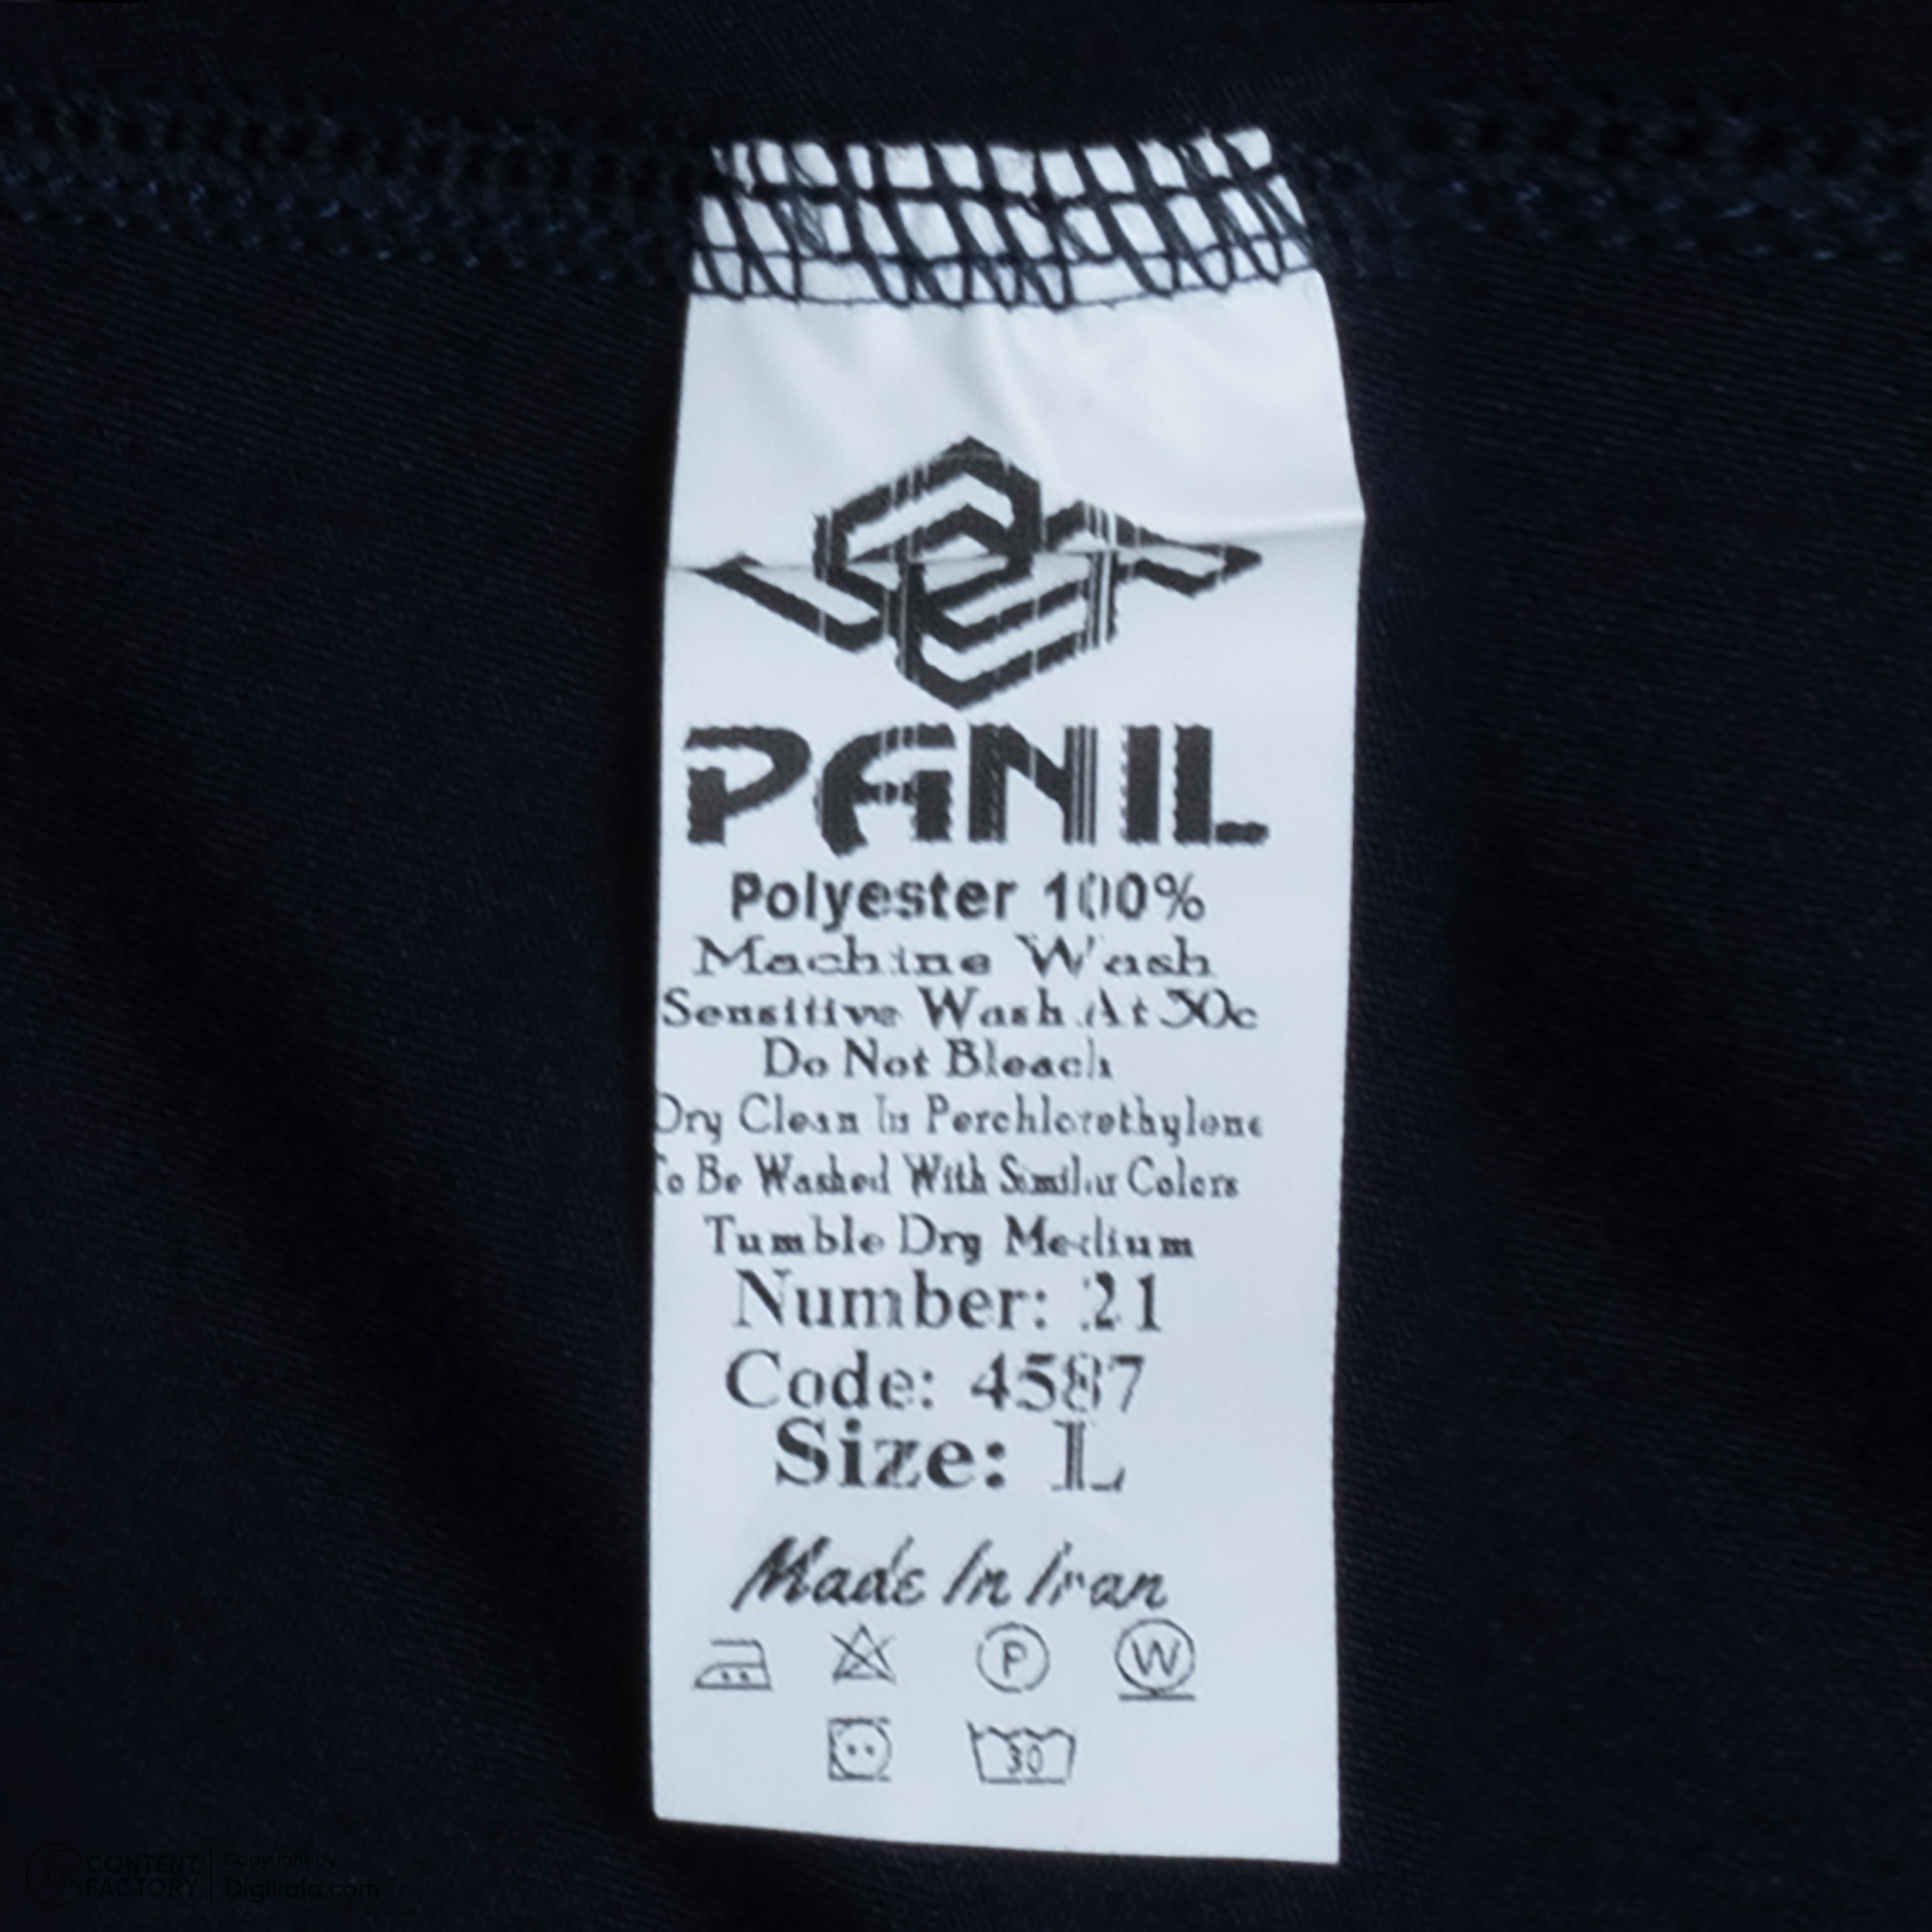 PANIL
Polyester 100%
Machine Wash
Sensitive Wash At 30c
Do Not Bleach
Dry Clean In Perchlorethylene
To Be Washed With Similar Colors
Tumble Dry Medium
Number: 21
Code: 4587
Size: L
Made In Iran
P W
30
CONTENT FACTORY
Copyright by
Digikala.com